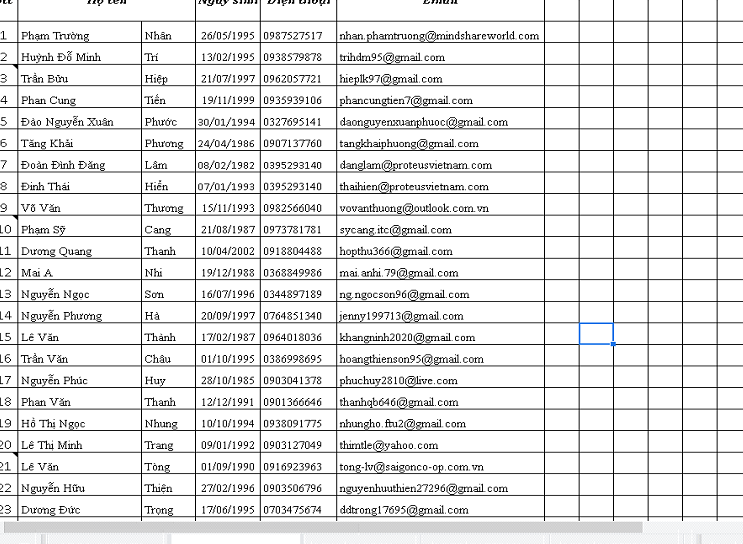 Họ tên Ngày sinh Điện thoại Email
1 Phạm Trường Nhân 26/05/1995 0987527517 nhan.phamtruong@mindshareworld.com
2 Huỳnh Đỗ Minh Trí 13/02/1995 0938579878 trihdm95@gmail.com
3 Trần Bửu Hiệp 21/07/1997 0962057721 hieplk97@gmail.com
4 Phan Cung Tiến 19/11/1999 0935939106 phancungtien7@gmail.com
5 Đào Nguyễn Xuân Phước 30/01/1994 0327695141 daonguyenxuanphuoc@gmail.com
6 Tăng Khải Phương 24/04/1986 0907137760 tangkhaiphuong@gmail.com
7 Đoàn Đình Đăng Lâm 08/02/1982 0395293140 danglam@proteusvietnam.com
8 Đinh Thái Hiển 07/01/1993 0395293140 thaihien@proteusvietnam.com
9 Võ Văn Thương 15/11/1993 0982566040 vovanthuong@outlook.com.vn
10 Phạm Sỹ Cang 21/08/1987 0973781781 sycang.itc@gmail.com
11 Dương Quang Thanh 10/04/2002 0918804488 hopthu366@gmail.com
12 Mai A Nhi 19/12/1988 0368849986 mai.anhi.79@gmail.com
13 Nguyễn Ngọc Sơn 16/07/1996 0344897189 ng.ngocson96@gmail.com
14 Nguyễn Phương Hà 20/09/1997 0764851340 jenny199713@gmail.com
15 Lê Văn Thành 17/02/1987 0964018036 khangninh2020@gmail.com
16 Trần Văn Châu 01/10/1995 0386998695 hoangthienson95@gmail.com
17 Nguyễn Phúc Huy 28/10/1985 0903041378 phuchuy2810@live.com
18 Phan Văn Thanh 12/12/1991 0901366646 thanhqb646@gmail.com
19 Hồ Thị Ngọc Nhung 10/10/1994 0938091775 nhungho.ftu2@gmail.com
20 Lê Thị Minh Trang 09/01/1992 0903127049 thimtle@yahoo.com
21 Lê Văn Tòng 01/09/1990 0916923963 tong-lv@saigonco-op.com.vn
22 Nguyễn Hữu Thiện 27/02/1996 0903506796 nguyenhuuthien27296@gmail.com
23 Dương Đức Trọng 17/06/1995 0703475674 ddtrong17695@gmail.com